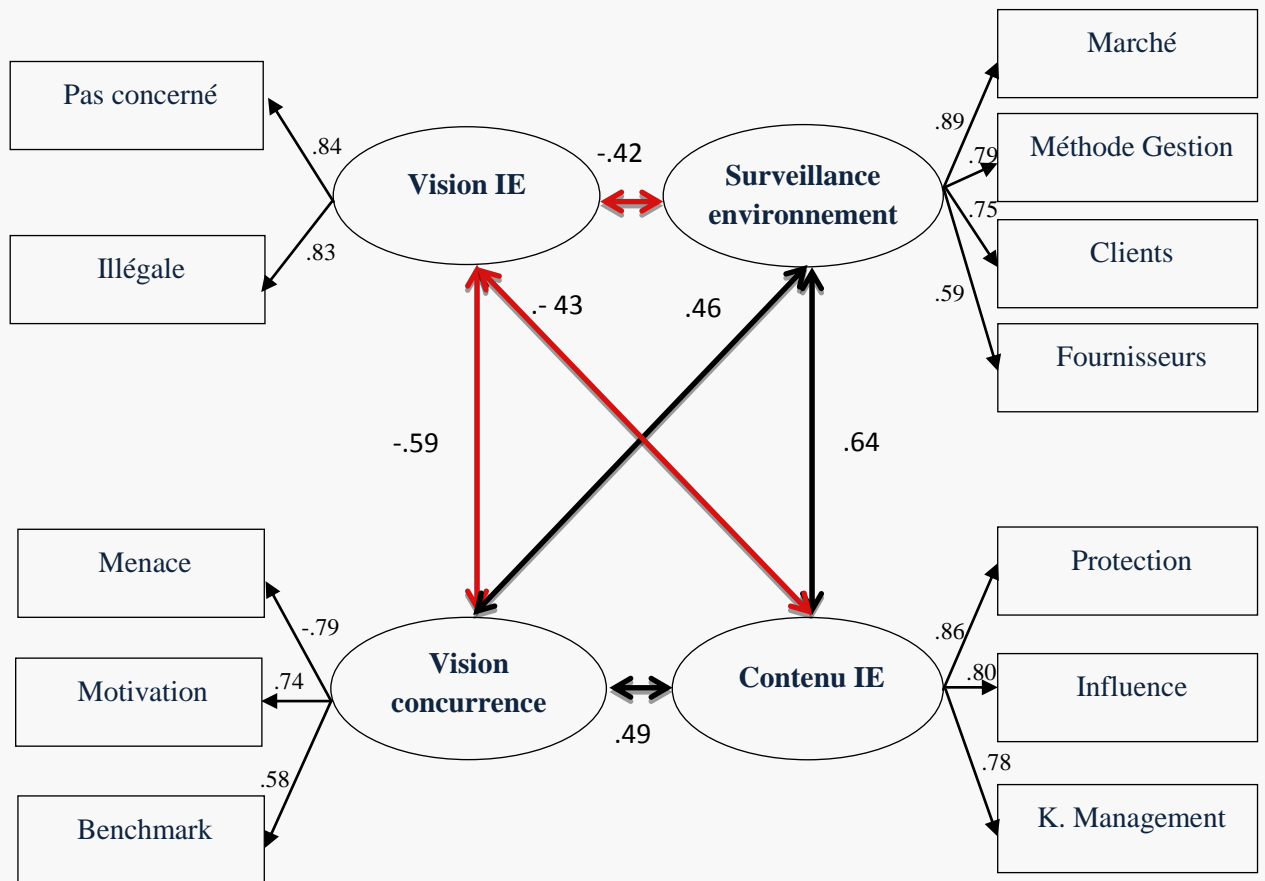 Marché
Pas concerné
.84
Vision IE
-.42
Surveillance
environnement
.89
.79
Méthode Gestion
.75
Clients
Illégale
.83
.59
Fournisseurs
.- 43
.46
-.59
.64
Menace
-.79
Motivation
.74
Vision
concurrence
Contenu IE
.86
Protection
.80
Influence
.49
.58
.78
Benchmark
K. Management